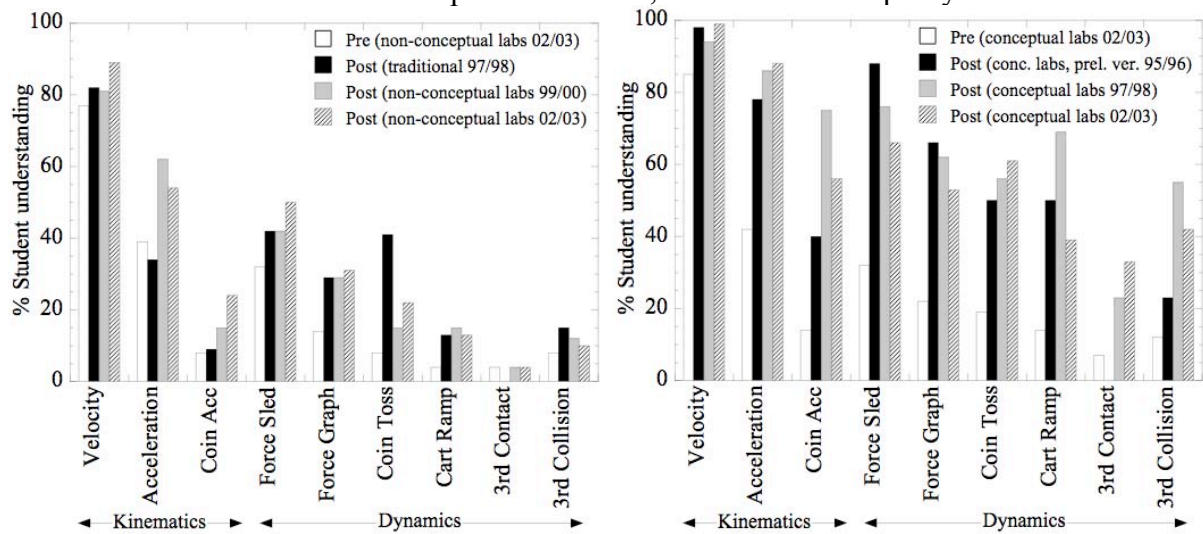 100
80
60
40
20
0
% Student understanding
Pre (non-conceptual labs 02/03)
Post (traditional 97/98)
Post (non-conceptual labs 99/00)
Post (non-conceptual labs 02/03)
Velocity
Acceleration
Coin Acc
Force Sled
Force Graph
Coin Toss
Cart Ramp
3rd Contact
3rd Collision
Kinematics
Dynamics
100
80
60
40
20
0
% Student understanding
Pre (conceptual labs 02/03)
Post (conc. labs, prel. ver. 95/96)
Post (conceptual labs 97/98)
Post (conceptual labs 02/03)
Velocity
Acceleration
Coin Acc
Force Sled
Force Graph
Coin Toss
Cart Ramp
3rd Contact
3rd Collision
Kinematics
Dynamics